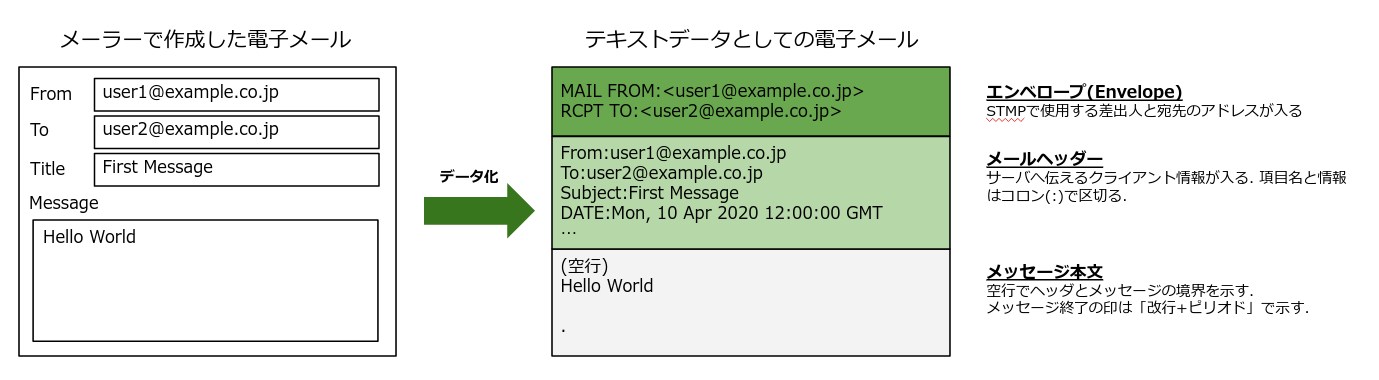 メーラーで作成した電子メール
From
user1@example.co.jp
To
user2@example.co.jp
Title
First Message
Message
Hello World
データ化
テキストデータとしての電子メール
MAIL FROM:<user1@example.co.jp>
RCPT TO:<user2@example.co.jp>
From:user1@example.co.jp
To:user2@example.co.jp
Subject:First Message
DATE:Mon, 10 Apr 2020 12:00:00 GMT
…
(空行)
Hello World
.
エンベロープ(Envelope)
STMPで使用する差出人と宛先のアドレスが入る
メールヘッダー
サーバへ伝えるクライアント情報が入る. 項目名と情報
はコロン(:)で区切る.
メッセージ本文
空行でヘッダとメッセージの境界を示す.
メッセージ終了の印は「改行+ピリオド」で示す.